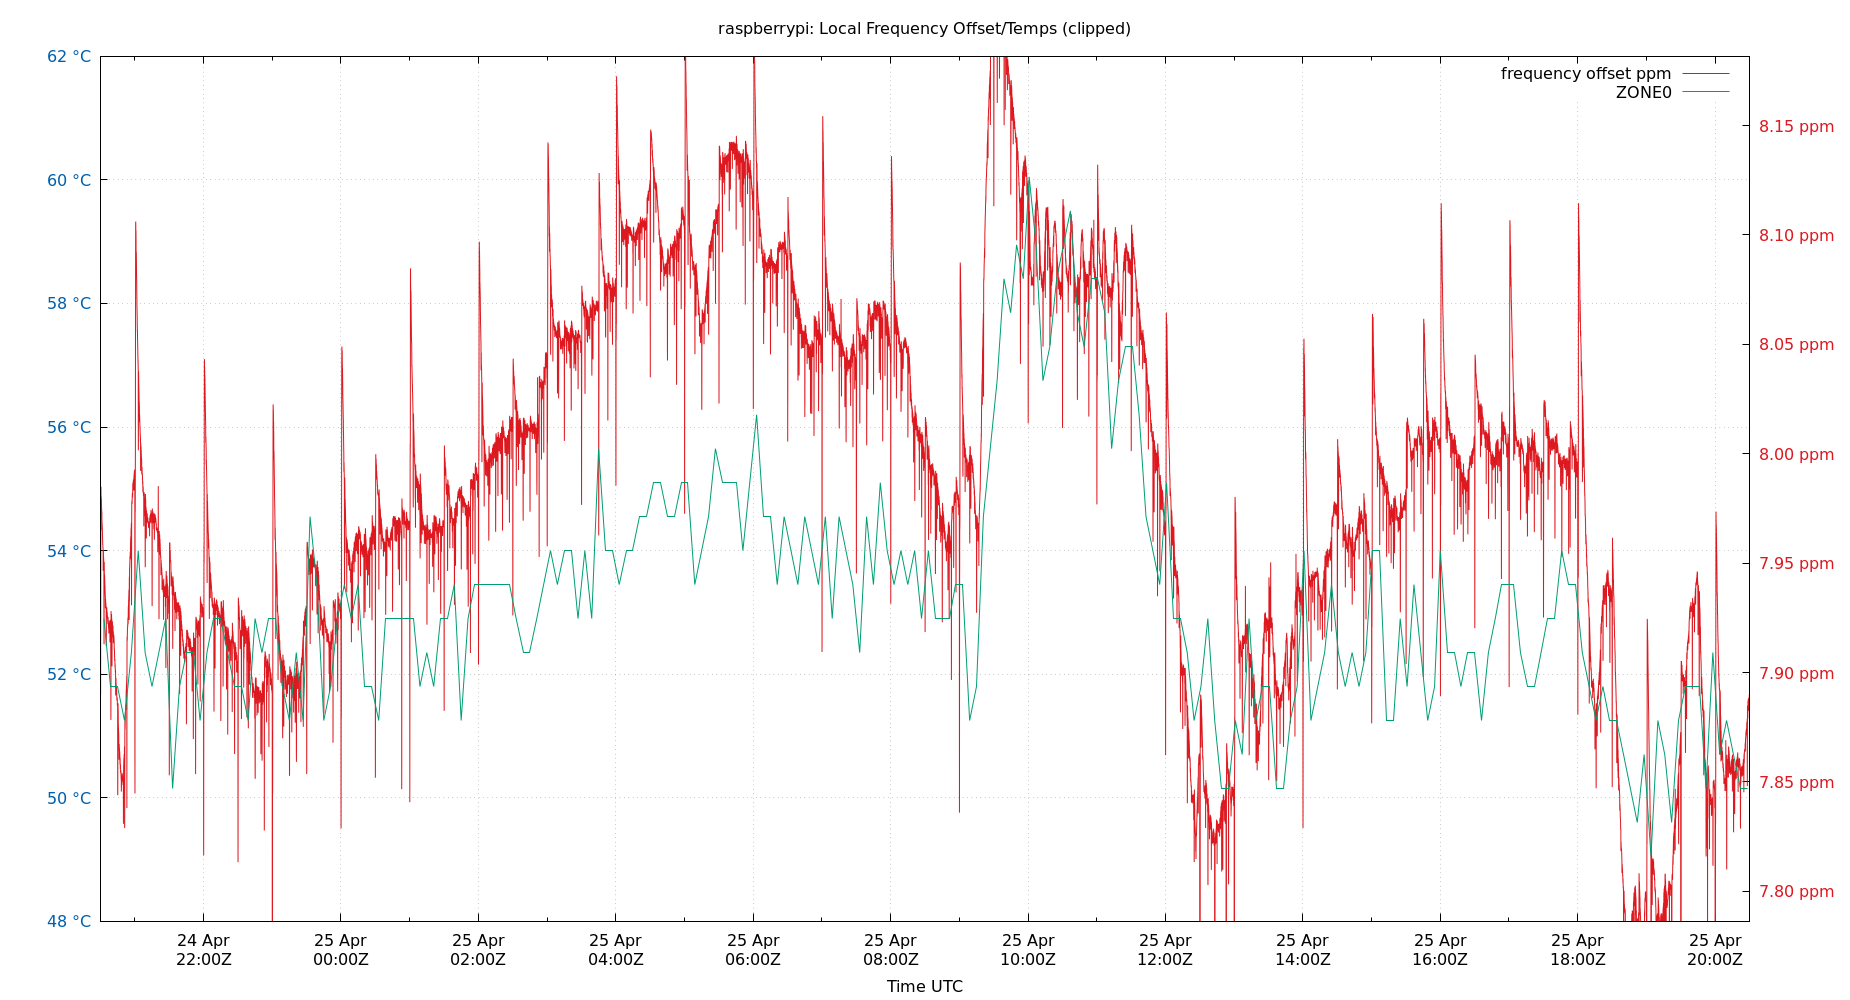 raspberrypi: Local Frequency Offset/Temps (clipped)
62 °C
60 °C
58 °C
56 °C
54 °C
52 °C
50 °C
48 °C
frequency offset ppm
ZONE0
8.15 ppm
8.10 ppm
8.05 ppm
8.00 ppm
7.95 ppm
7.90 ppm
7.85 ppm
7.80 ppm
24 Apr 25 Apr 25 Apr 25 Apr 25 Apr 25 Apr 25 Apr 25 Apr 25 Apr 25 Apr 25 Apr 25 Apr
22:00Z 00:00Z 02:00Z 04:00Z 06:00Z 08:00Z 10:00Z 12:00Z 14:00Z 16:00Z 18:00Z 20:00Z
Time UTC